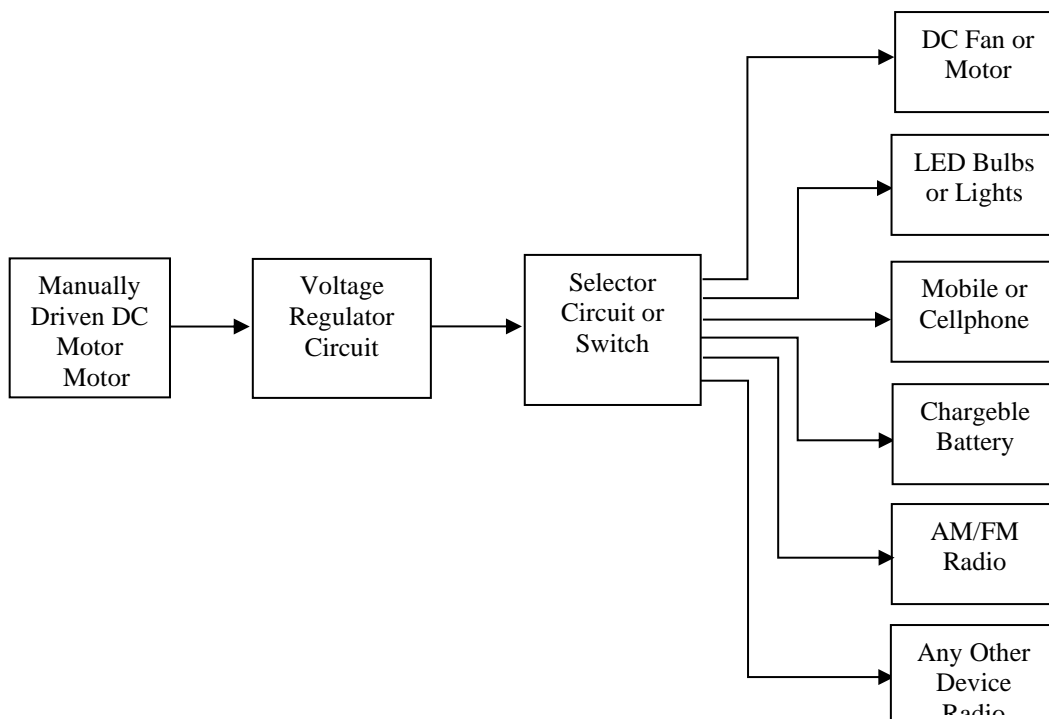 Manually
Driven DC
Motor
Motor
Voltage
Regulator
Circuit
Selector
Circuit or
Switch
DC Fan or
Motor
LED Bulbs
or Lights
Mobile or
Cellphone
Chargeble
Battery
AM/FM
Radio
Any Other
Device
Radio